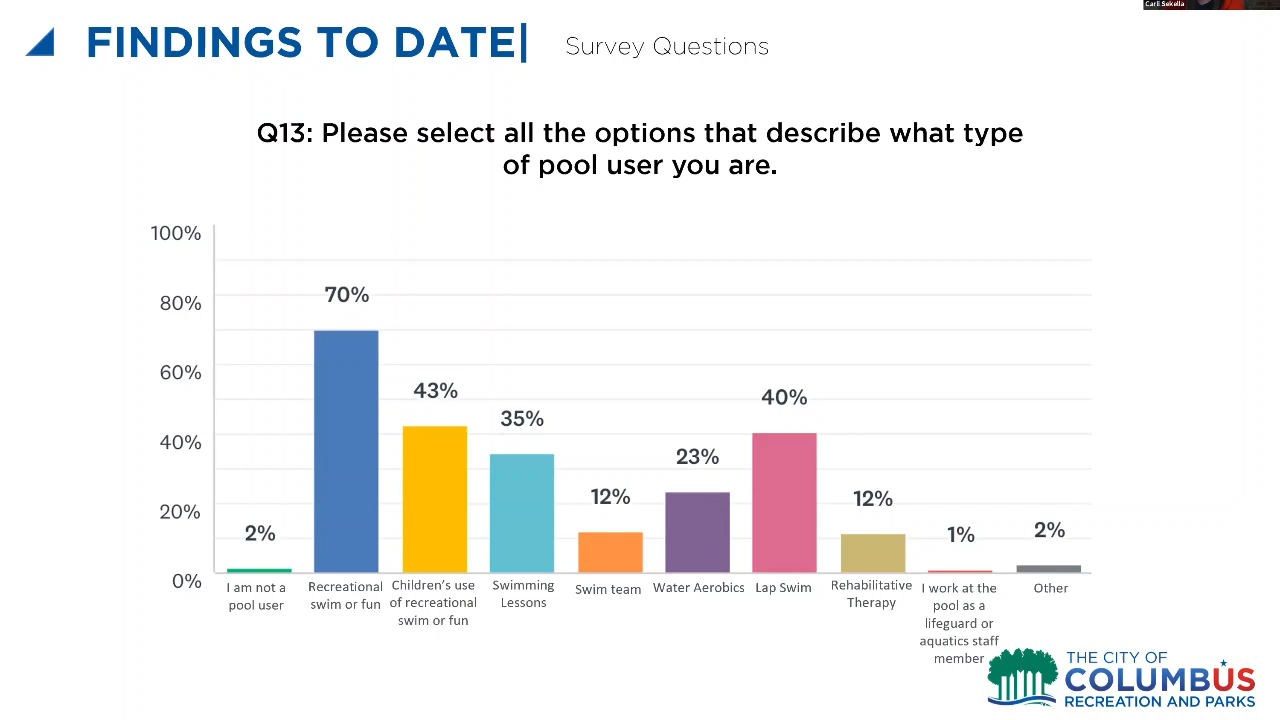 Carli Sekella
FINDINGS TO DATE|
Survey Questions
Q13: Please select all the options that describe what type
of pool user you are.
100%
80%
60%
40%
20%
0%
2%
70%
43%
35%
12%
23%
40%
12%
1%
2%
I am not a
pool user
Recreational
swim or fun
Children's use
of recreational
swim or fun
Swimming
Lessons
Swim team
Water Aerobics
Lap Swim
Rehabilitative
Therapy
I work at the
pool as a
lifeguard or
aquatics staff
member
Other
THE CITY OF
COLUMBUS
RECREATION AND PARKS